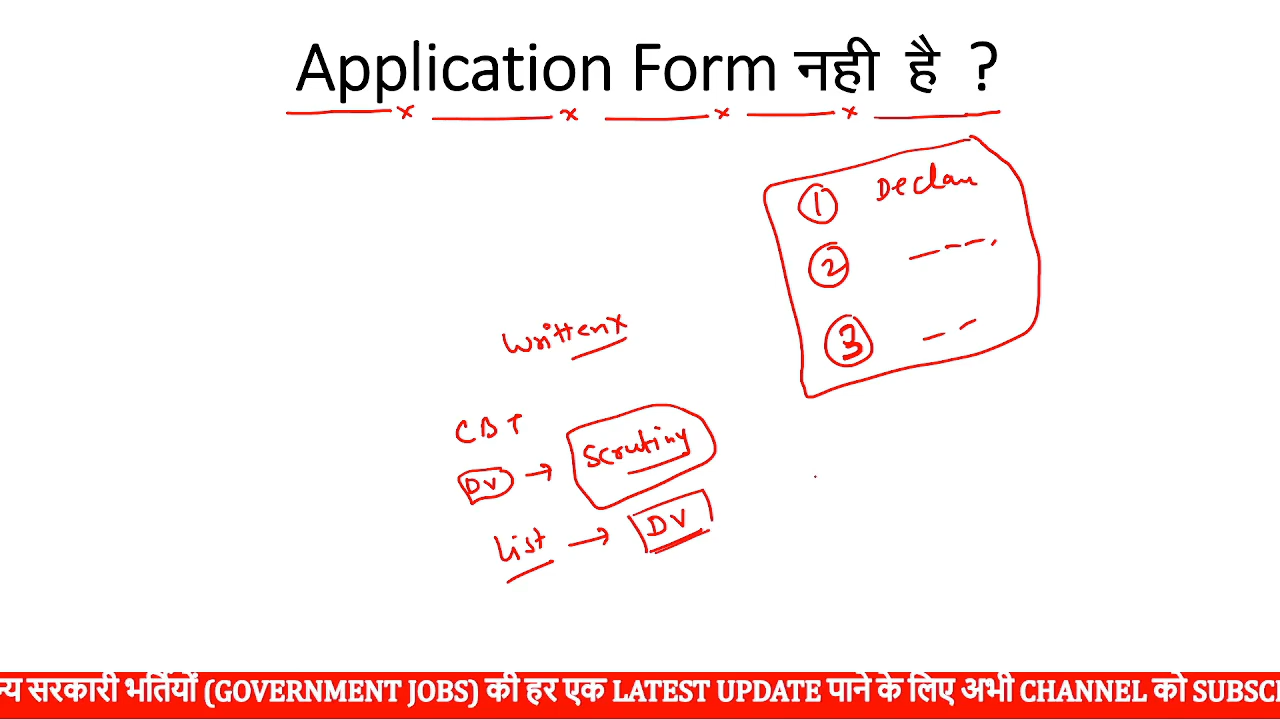 Application Form नही है ?
① Declan
②
Written x
③
CBT
Scrutiny
DV →
List → DV
न्य सरकारी भर्तियों (GOVERNMENT JOBS) की हर एक LATEST UPDATE पाने के लिए अभी CHANNEL को SUBSC